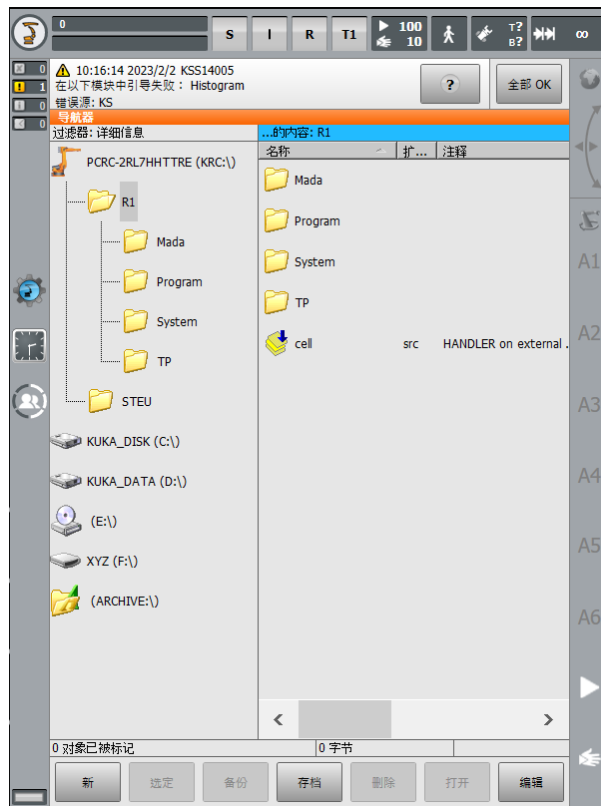 0
S I R T1 100 10 T? B? ∞
0
1
0
0
10:16:14 2023/2/2 KSS14005
在以下模块中引导失败： Histogram
错误源: KS
? 全部 OK
导航器
过滤器: 详细信息
...的内容: R1
PCRC-2RL7HHTTRE (KRC:\)
R1
Mada
Program
System
TP
STEU
KUKA_DISK (C:\)
KUKA_DATA (D:\)
(E:\)
XYZ (F:\)
(ARCHIVE:\)
名称 扩... 注释
Mada
Program
System
TP
cell src HANDLER on external .
A1
A2
A3
A4
A5
A6
0 对象已被标记 0 字节
新 选定 备份 存档 删除 打开 编辑